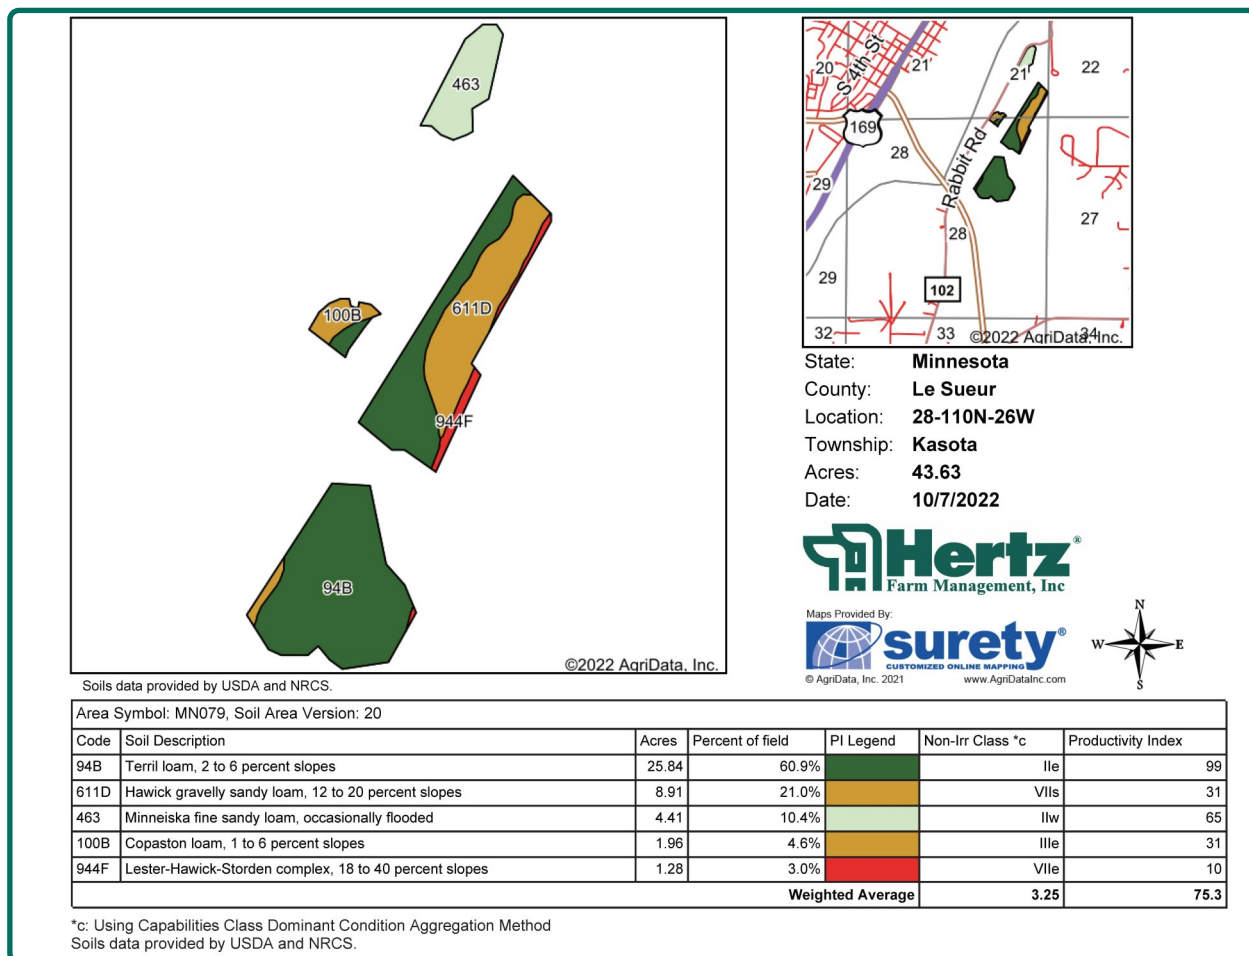 463
611D
100B
944F
94B
©2022 AgriData, Inc.
Soils data provided by USDA and NRCS.
20
S 4th St
21
21
22
169
28
Rabbit Rd
29
27
28
29
102
32
33
34
©2022 AgriData, Inc.
State: Minnesota
County: Le Sueur
Location: 28-110N-26W
Township: Kasota
Acres: 43.63
Date: 10/7/2022
Hertz®
Farm Management, Inc
Maps Provided By:
surety®
CUSTOMIZED ONLINE MAPPING
© AgriData, Inc. 2021 www.AgriDataInc.com
N
W E
S
Area Symbol: MN079, Soil Area Version: 20
Code Soil Description Acres Percent of field PI Legend Non-Irr Class *c Productivity Index
94B Terril loam, 2 to 6 percent slopes 25.84 60.9% IIe 99
611D Hawick gravelly sandy loam, 12 to 20 percent slopes 8.91 21.0% VIIs 31
463 Minneiska fine sandy loam, occasionally flooded 4.41 10.4% IIw 65
100B Copaston loam, 1 to 6 percent slopes 1.96 4.6% IIIe 31
944F Lester-Hawick-Storden complex, 18 to 40 percent slopes 1.28 3.0% VIIe 10
Weighted Average 3.25 75.3
*c: Using Capabilities Class Dominant Condition Aggregation Method
Soils data provided by USDA and NRCS.